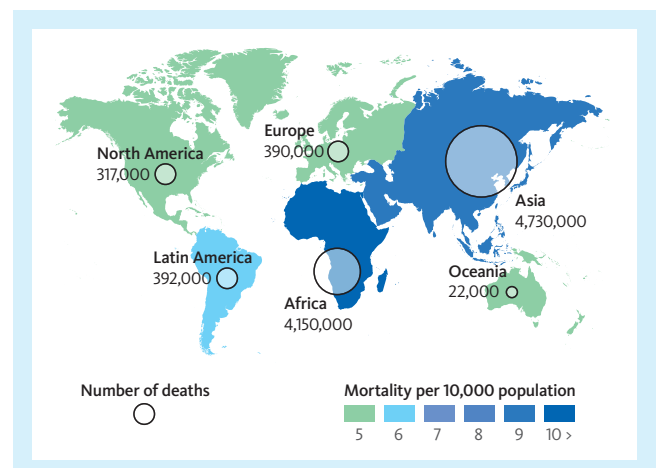 Europe
390,000
North America
317,000
Asia
4,730,000
Latin America
392,000
Oceania
22,000
Africa
4,150,000
Number of deaths
Mortality per 10,000 population
5 6 7 8 9 10 >